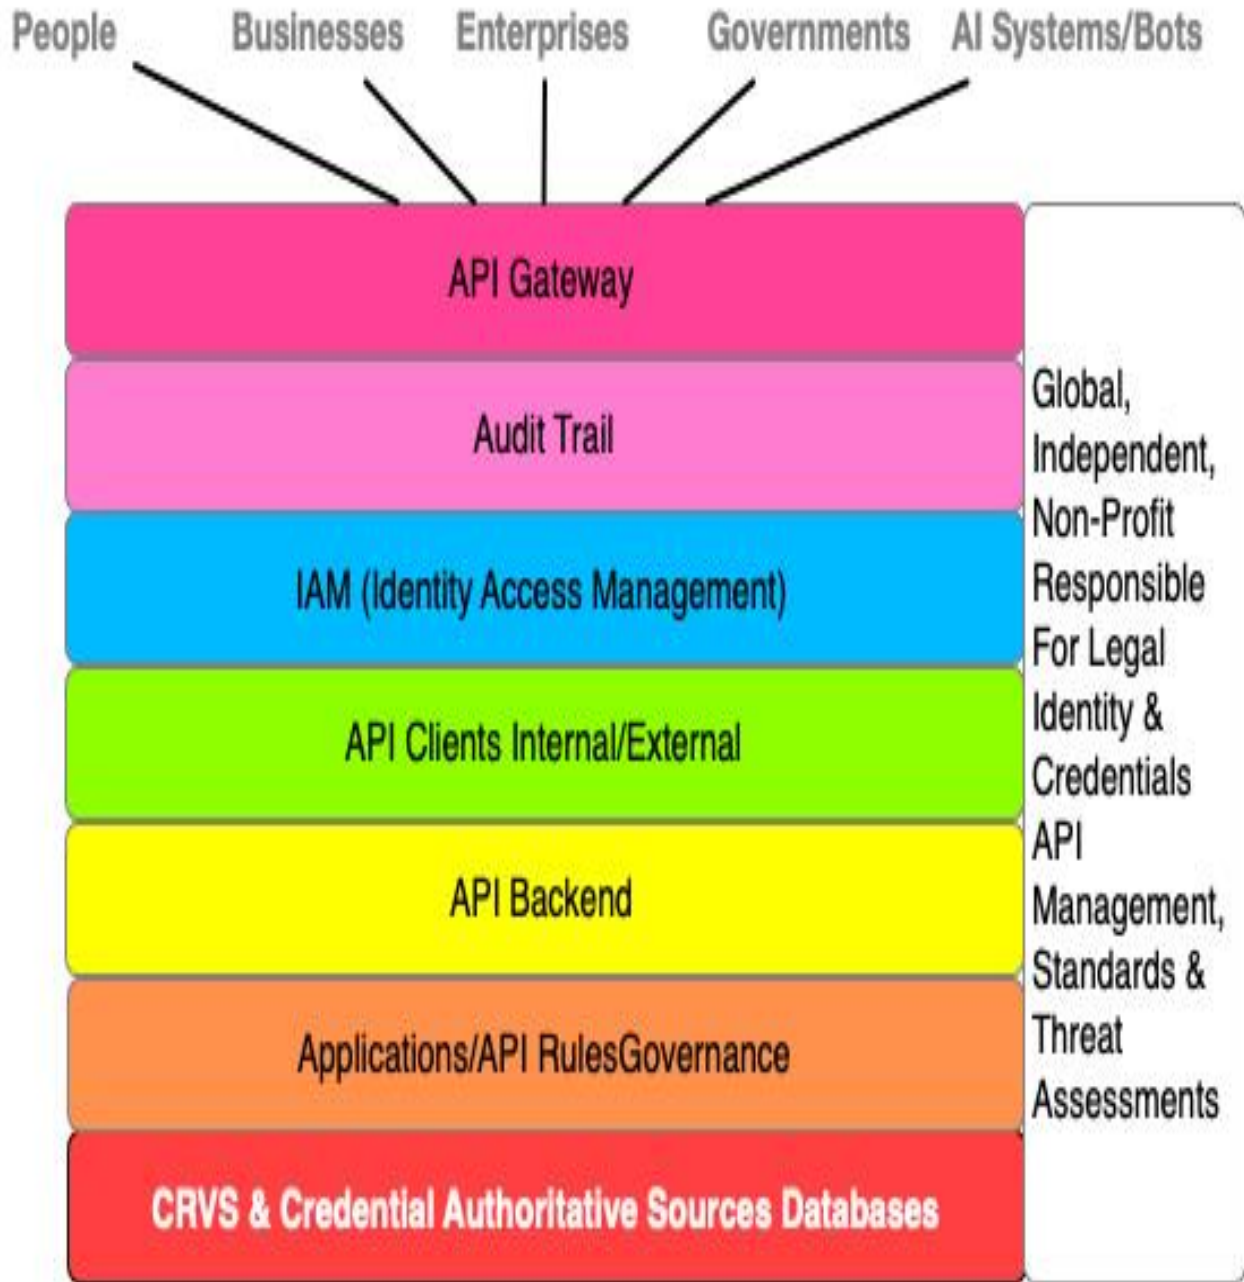 People Businesses Enterprises Governments AI Systems/Bots
API Gateway
Audit Trail
IAM (Identity Access Management)
API Clients Internal/External
API Backend
Applications/API RulesGovernance
CRVS & Credential Authoritative Sources Databases
Global,
Independent,
Non-Profit
Responsible
For Legal
Identity &
Credentials
API
Management,
Standards &
Threat
Assessments